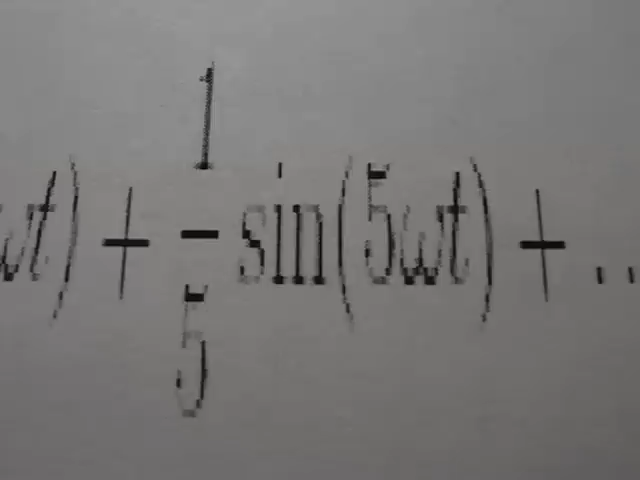 ωt) + 1/5 sin(5ωt) + ..